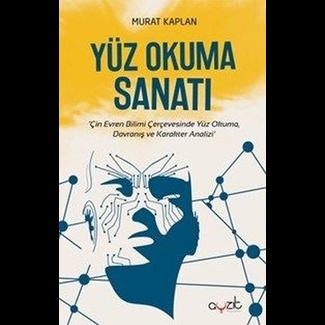 MURAT KAPLAN
YÜZ OKUMA
SANATI
'Çin Evren Bilimi Çerçevesinde Yüz Okuma,
Davranış ve Karakter Analizi'
ayzıt